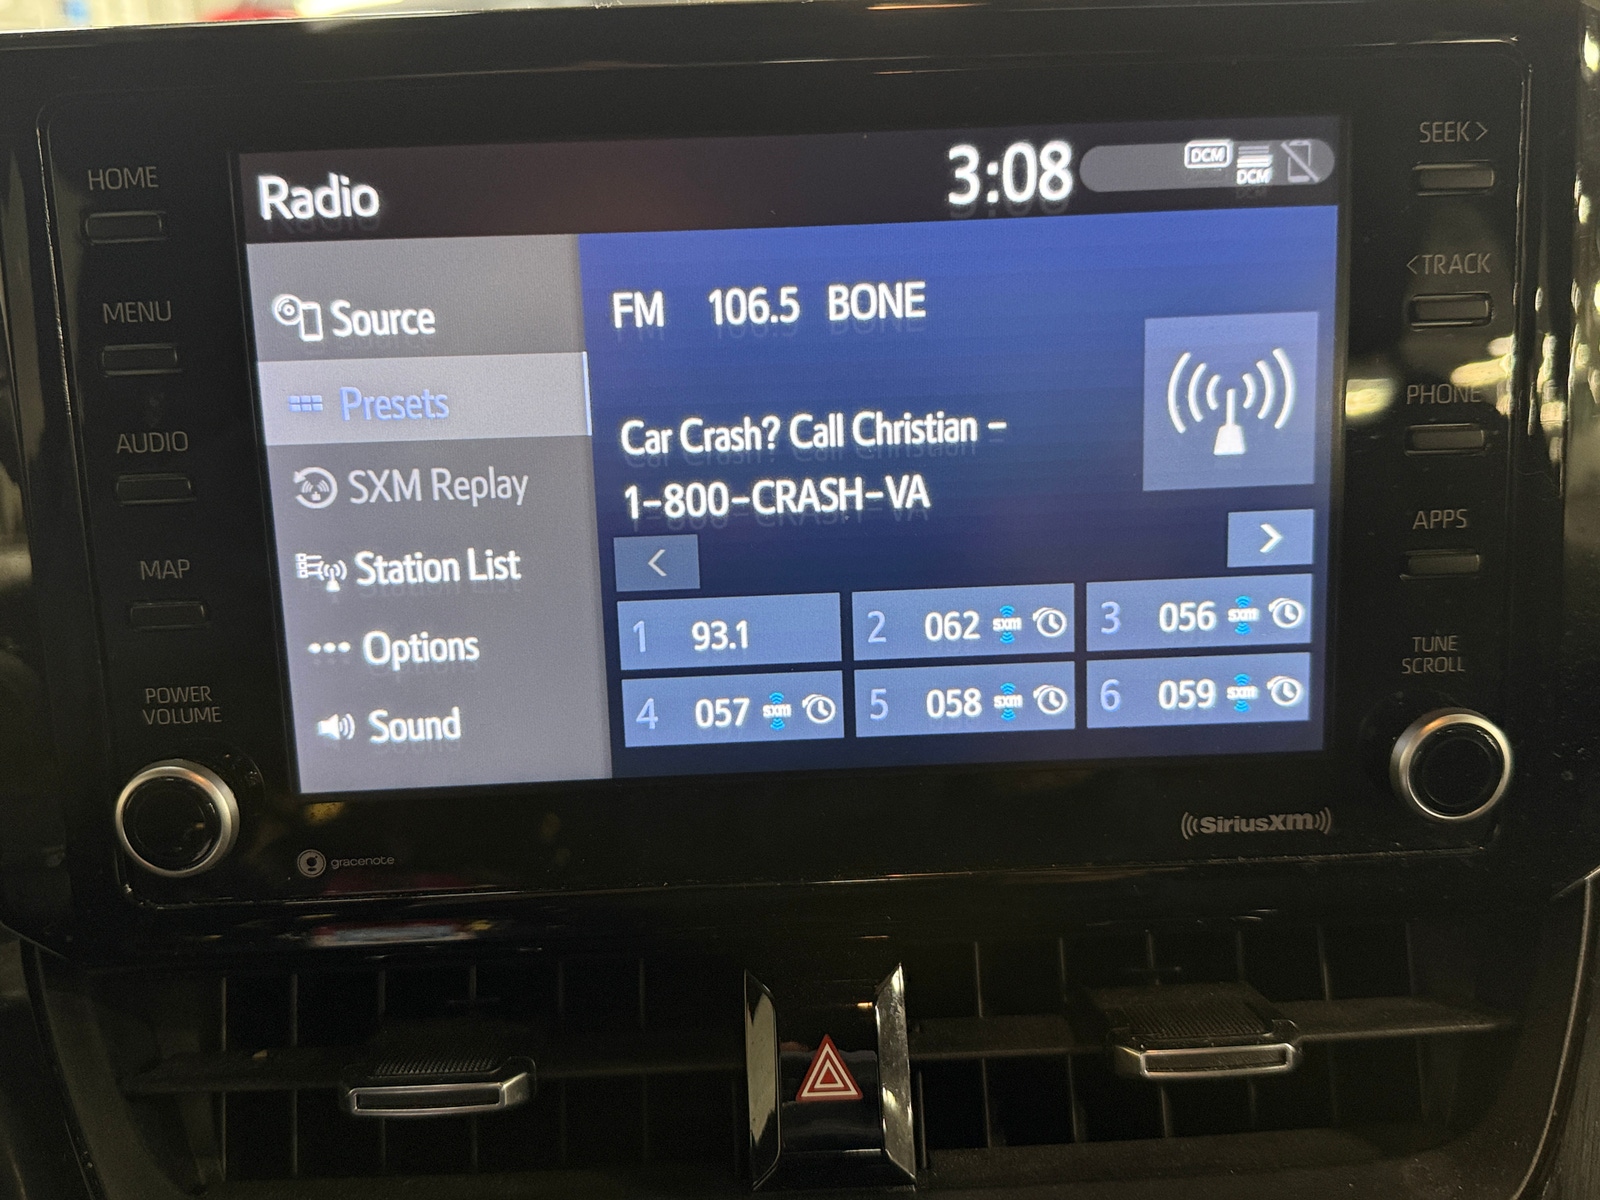 HOME
MENU
AUDIO
MAP
POWER
VOLUME
Radio
3:08
DCM
DCM
Source
Presets
SXM Replay
Station List
Options
Sound
FM 106.5 BONE
Car Crash? Call Christian -
1-800-CRASH-VA
<
>
1 93.1
2 062 sxm
3 056 sxm
4 057 sxm
5 058 sxm
6 059 sxm
SEEK >
< TRACK
PHONE
APPS
TUNE
SCROLL
gracenote
((SiriusXm))